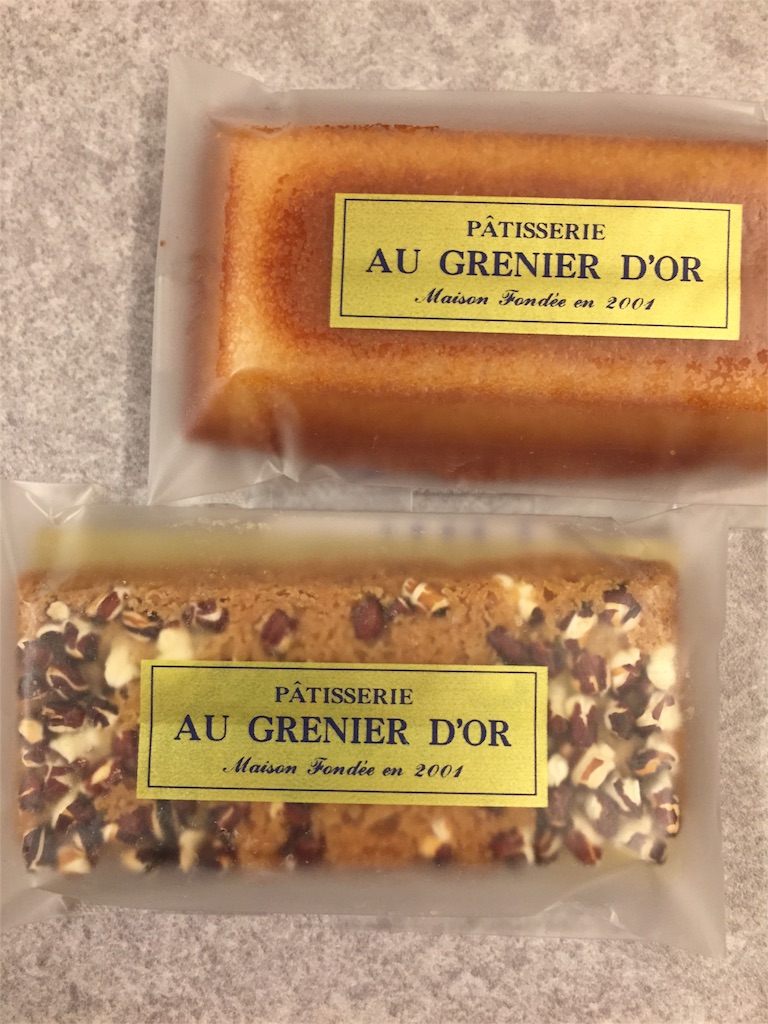 PÂTISSERIE
AU GRENIER D'OR
Maison Fondée en 2001
PÂTISSERIE
AU GRENIER D'OR
Maison Fondée en 2001